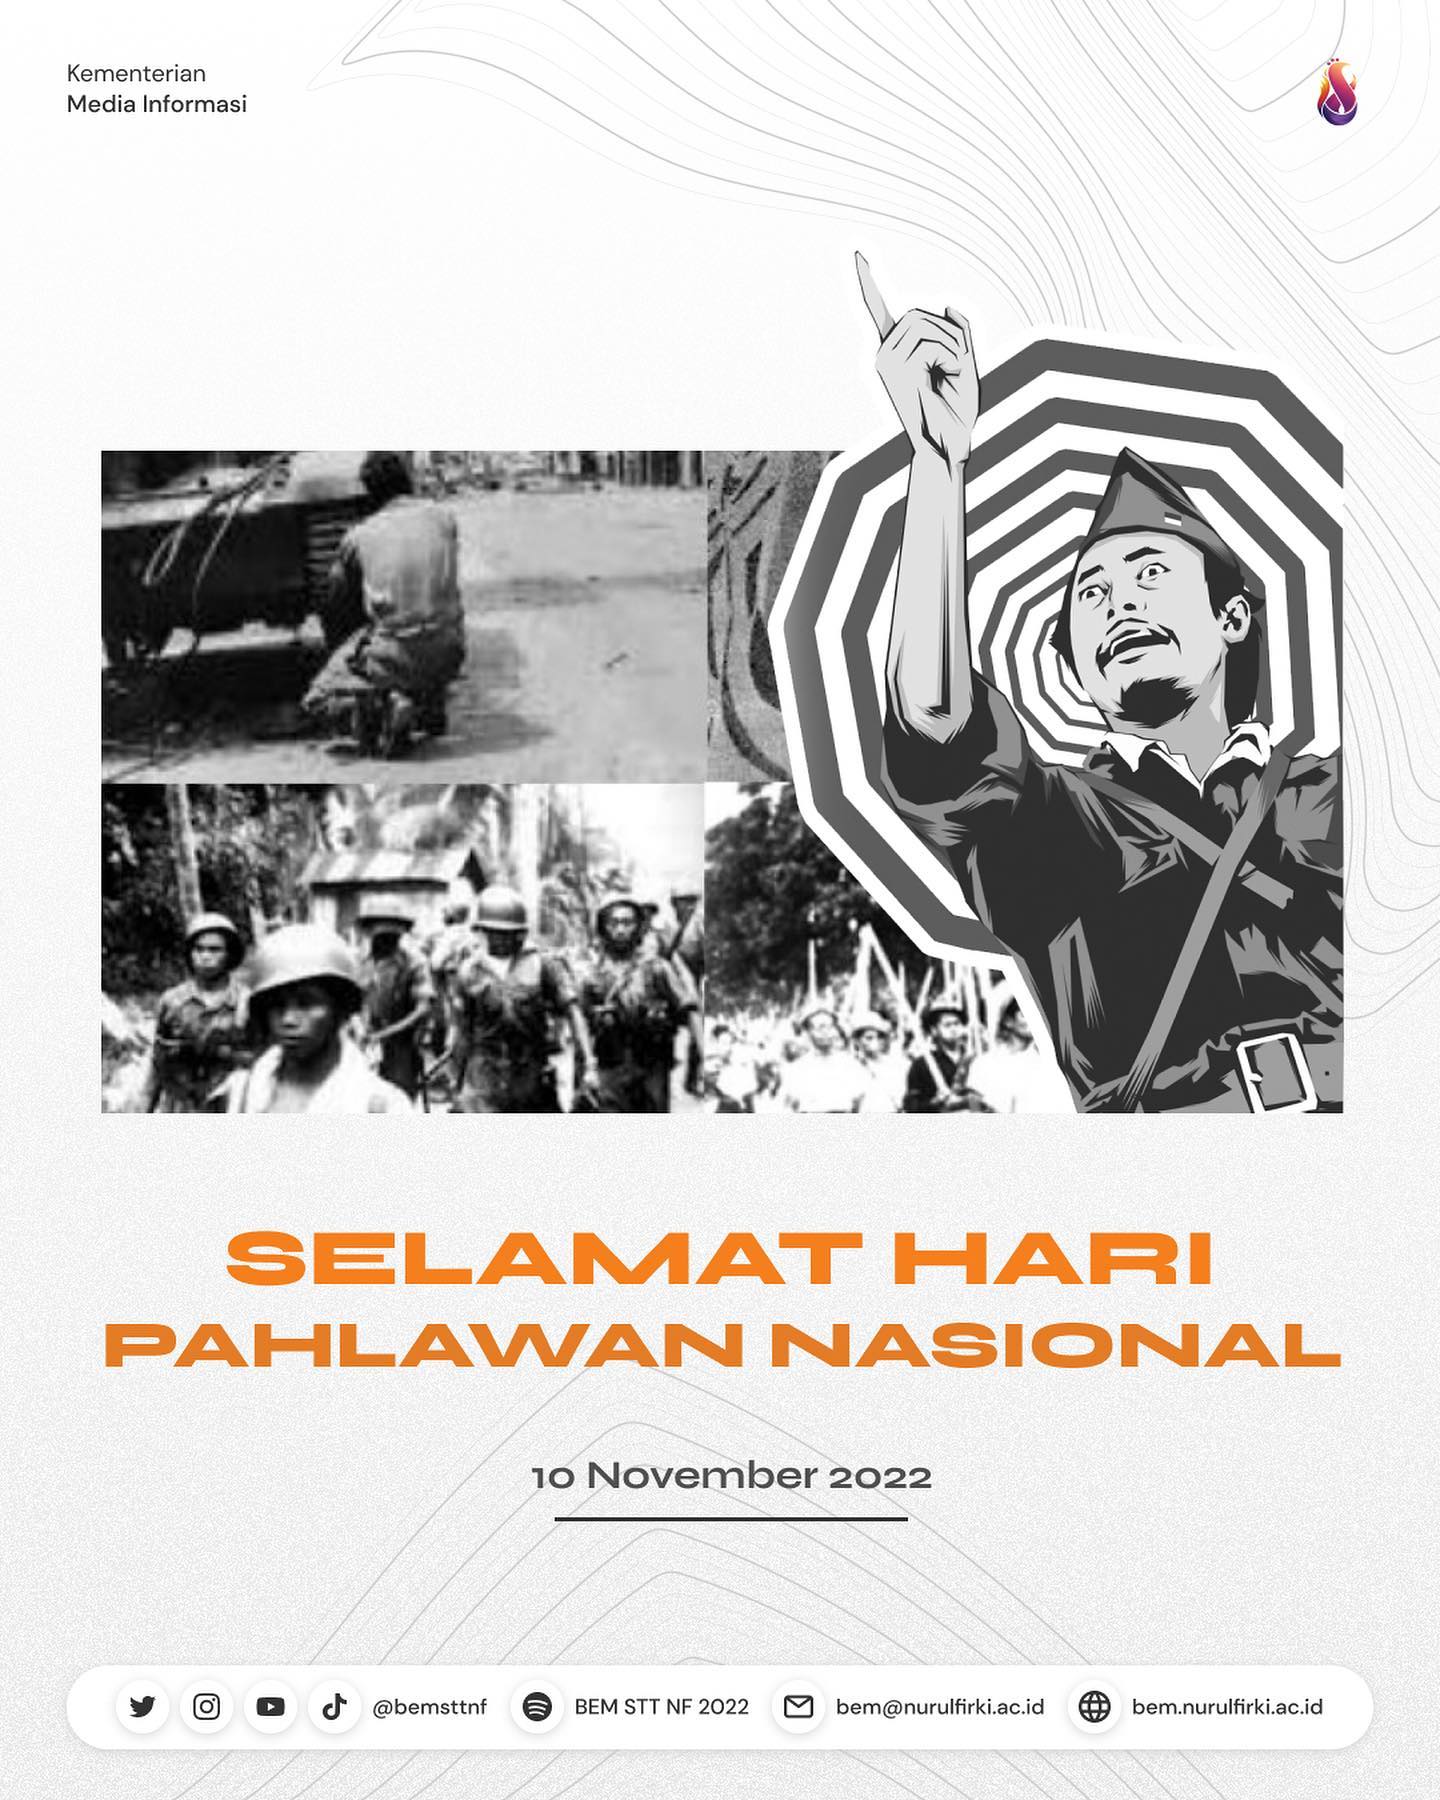 Kementerian
Media Informasi
SELAMAT HARI
PAHLAWAN NASIONAL
10 November 2022
@bemsttnf BEM STT NF 2022 bem@nurulfirki.ac.id bem.nurulfirki.ac.id